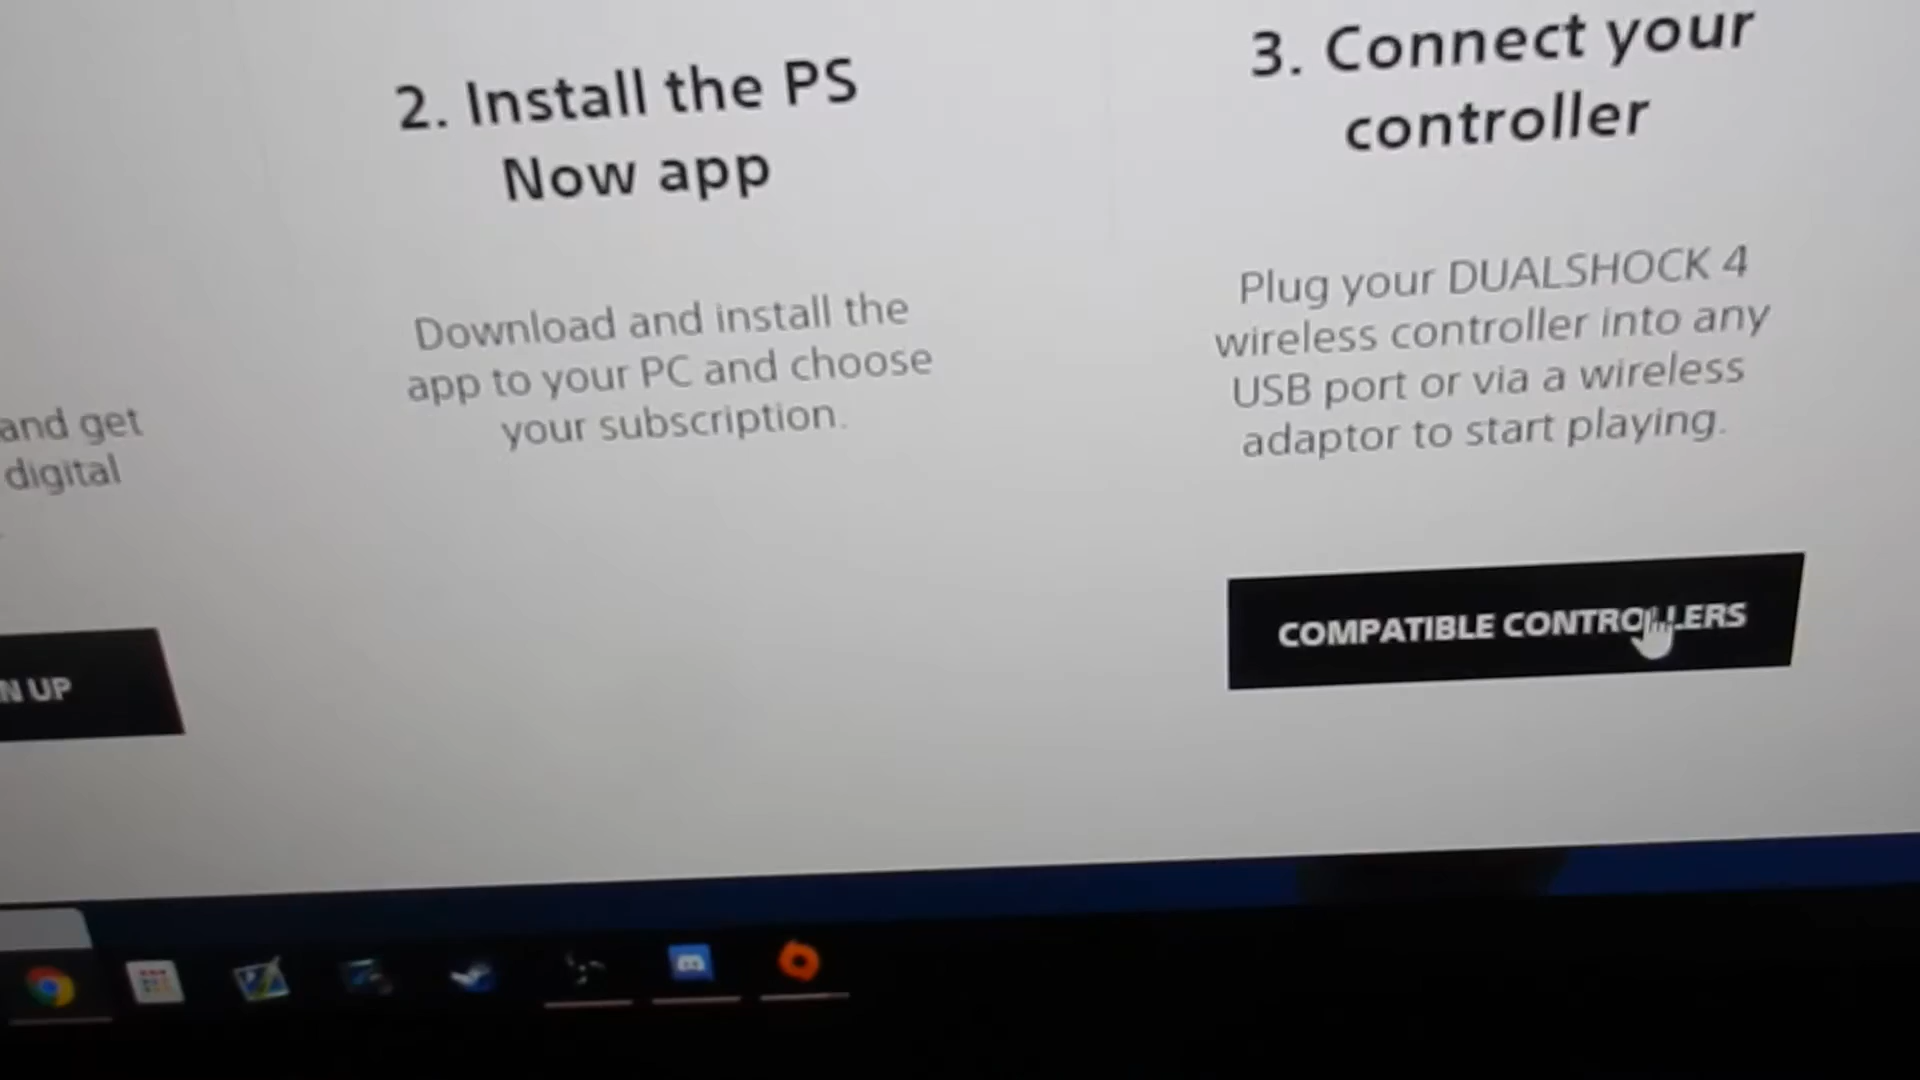 and get
digital
N UP
2. Install the PS
Now app
Download and install the
app to your PC and choose
your subscription.
3. Connect your
controller
Plug your DUALSHOCK 4
wireless controller into any
USB port or via a wireless
adaptor to start playing.
COMPATIBLE CONTROLLERS